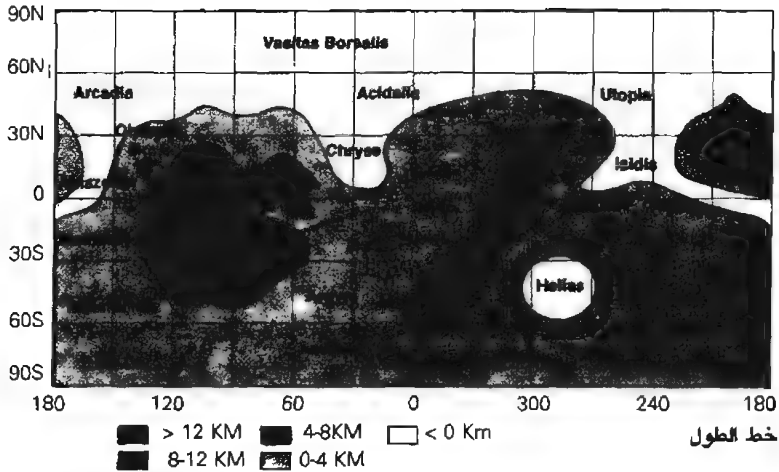 90N
Vasitas Borealis
60N
Arcadia Acidalia Utopia
30N
Chryse
Isidis
0
30S
Hellas
60S
90S
180 120 60 0 300 240 180
خط الطول
> 12 KM 4-8KM < 0 Km
8-12 KM 0-4 KM